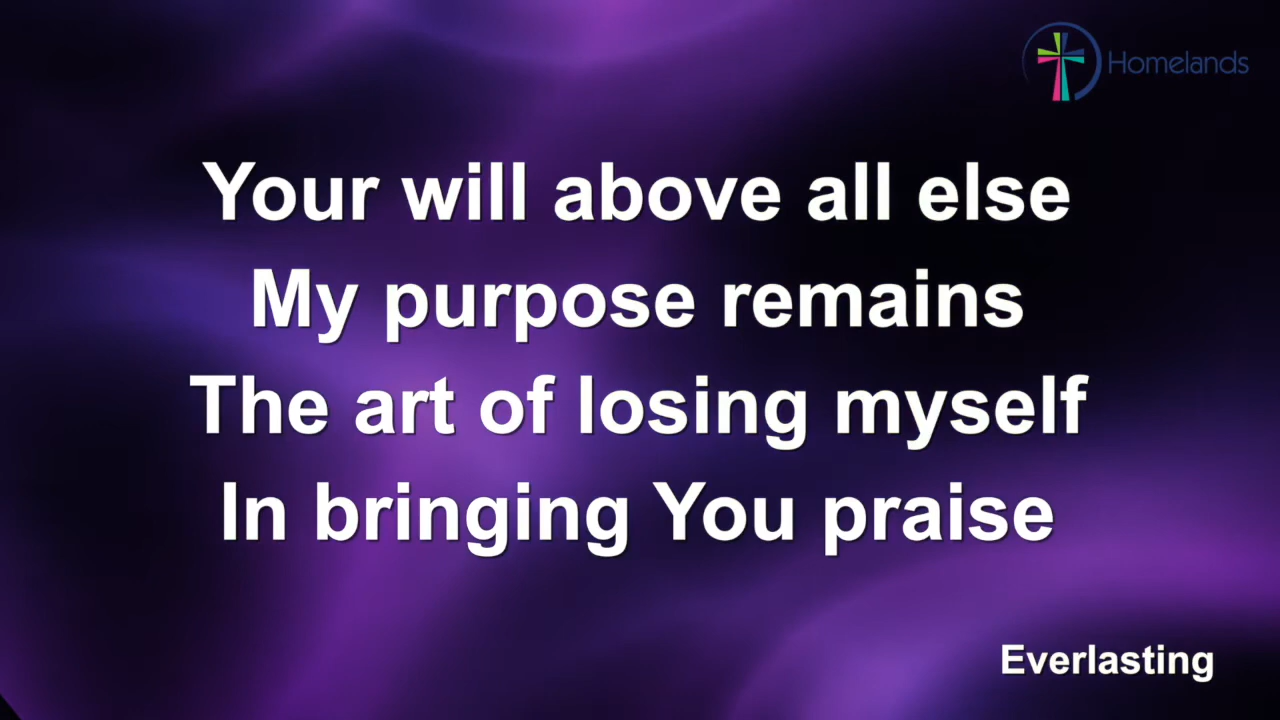 Homelands
Your will above all else
My purpose remains
The art of losing myself
In bringing You praise
Everlasting